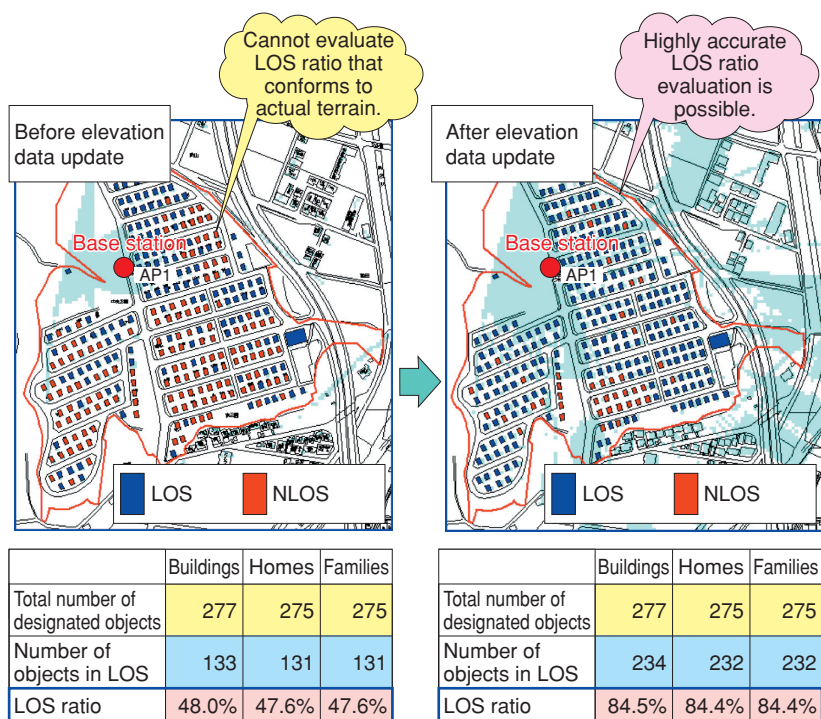 Cannot evaluate
LOS ratio that
conforms to
actual terrain.
Before elevation
data update
Base station
AP1
LOS
NLOS
Buildings Homes Families
Total number of
designated objects 277 275 275
Number of
objects in LOS 133 131 131
LOS ratio 48.0% 47.6% 47.6%
Highly accurate
LOS ratio
evaluation is
possible.
After elevation
data update
Base station
AP1
LOS
NLOS
Buildings Homes Families
Total number of
designated objects 277 275 275
Number of
objects in LOS 234 232 232
LOS ratio 84.5% 84.4% 84.4%